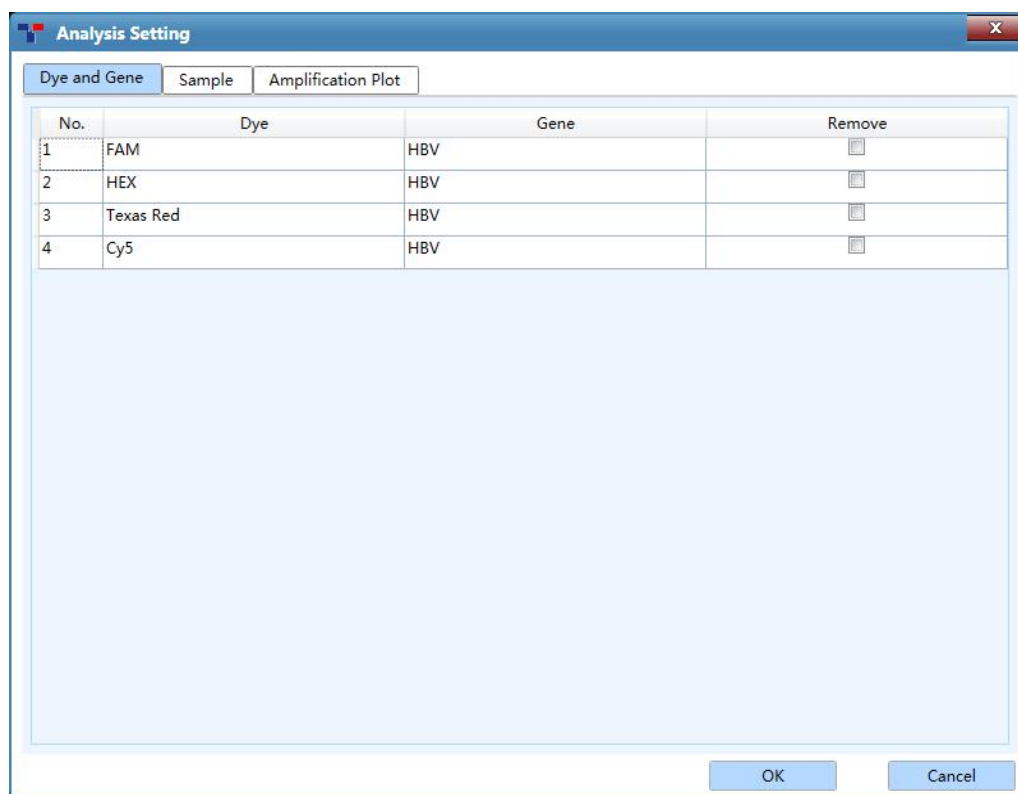 Analysis Setting
X
Dye and Gene Sample Amplification Plot
No. Dye Gene Remove
1 FAM HBV
2 HEX HBV
3 Texas Red HBV
4 Cy5 HBV
OK Cancel